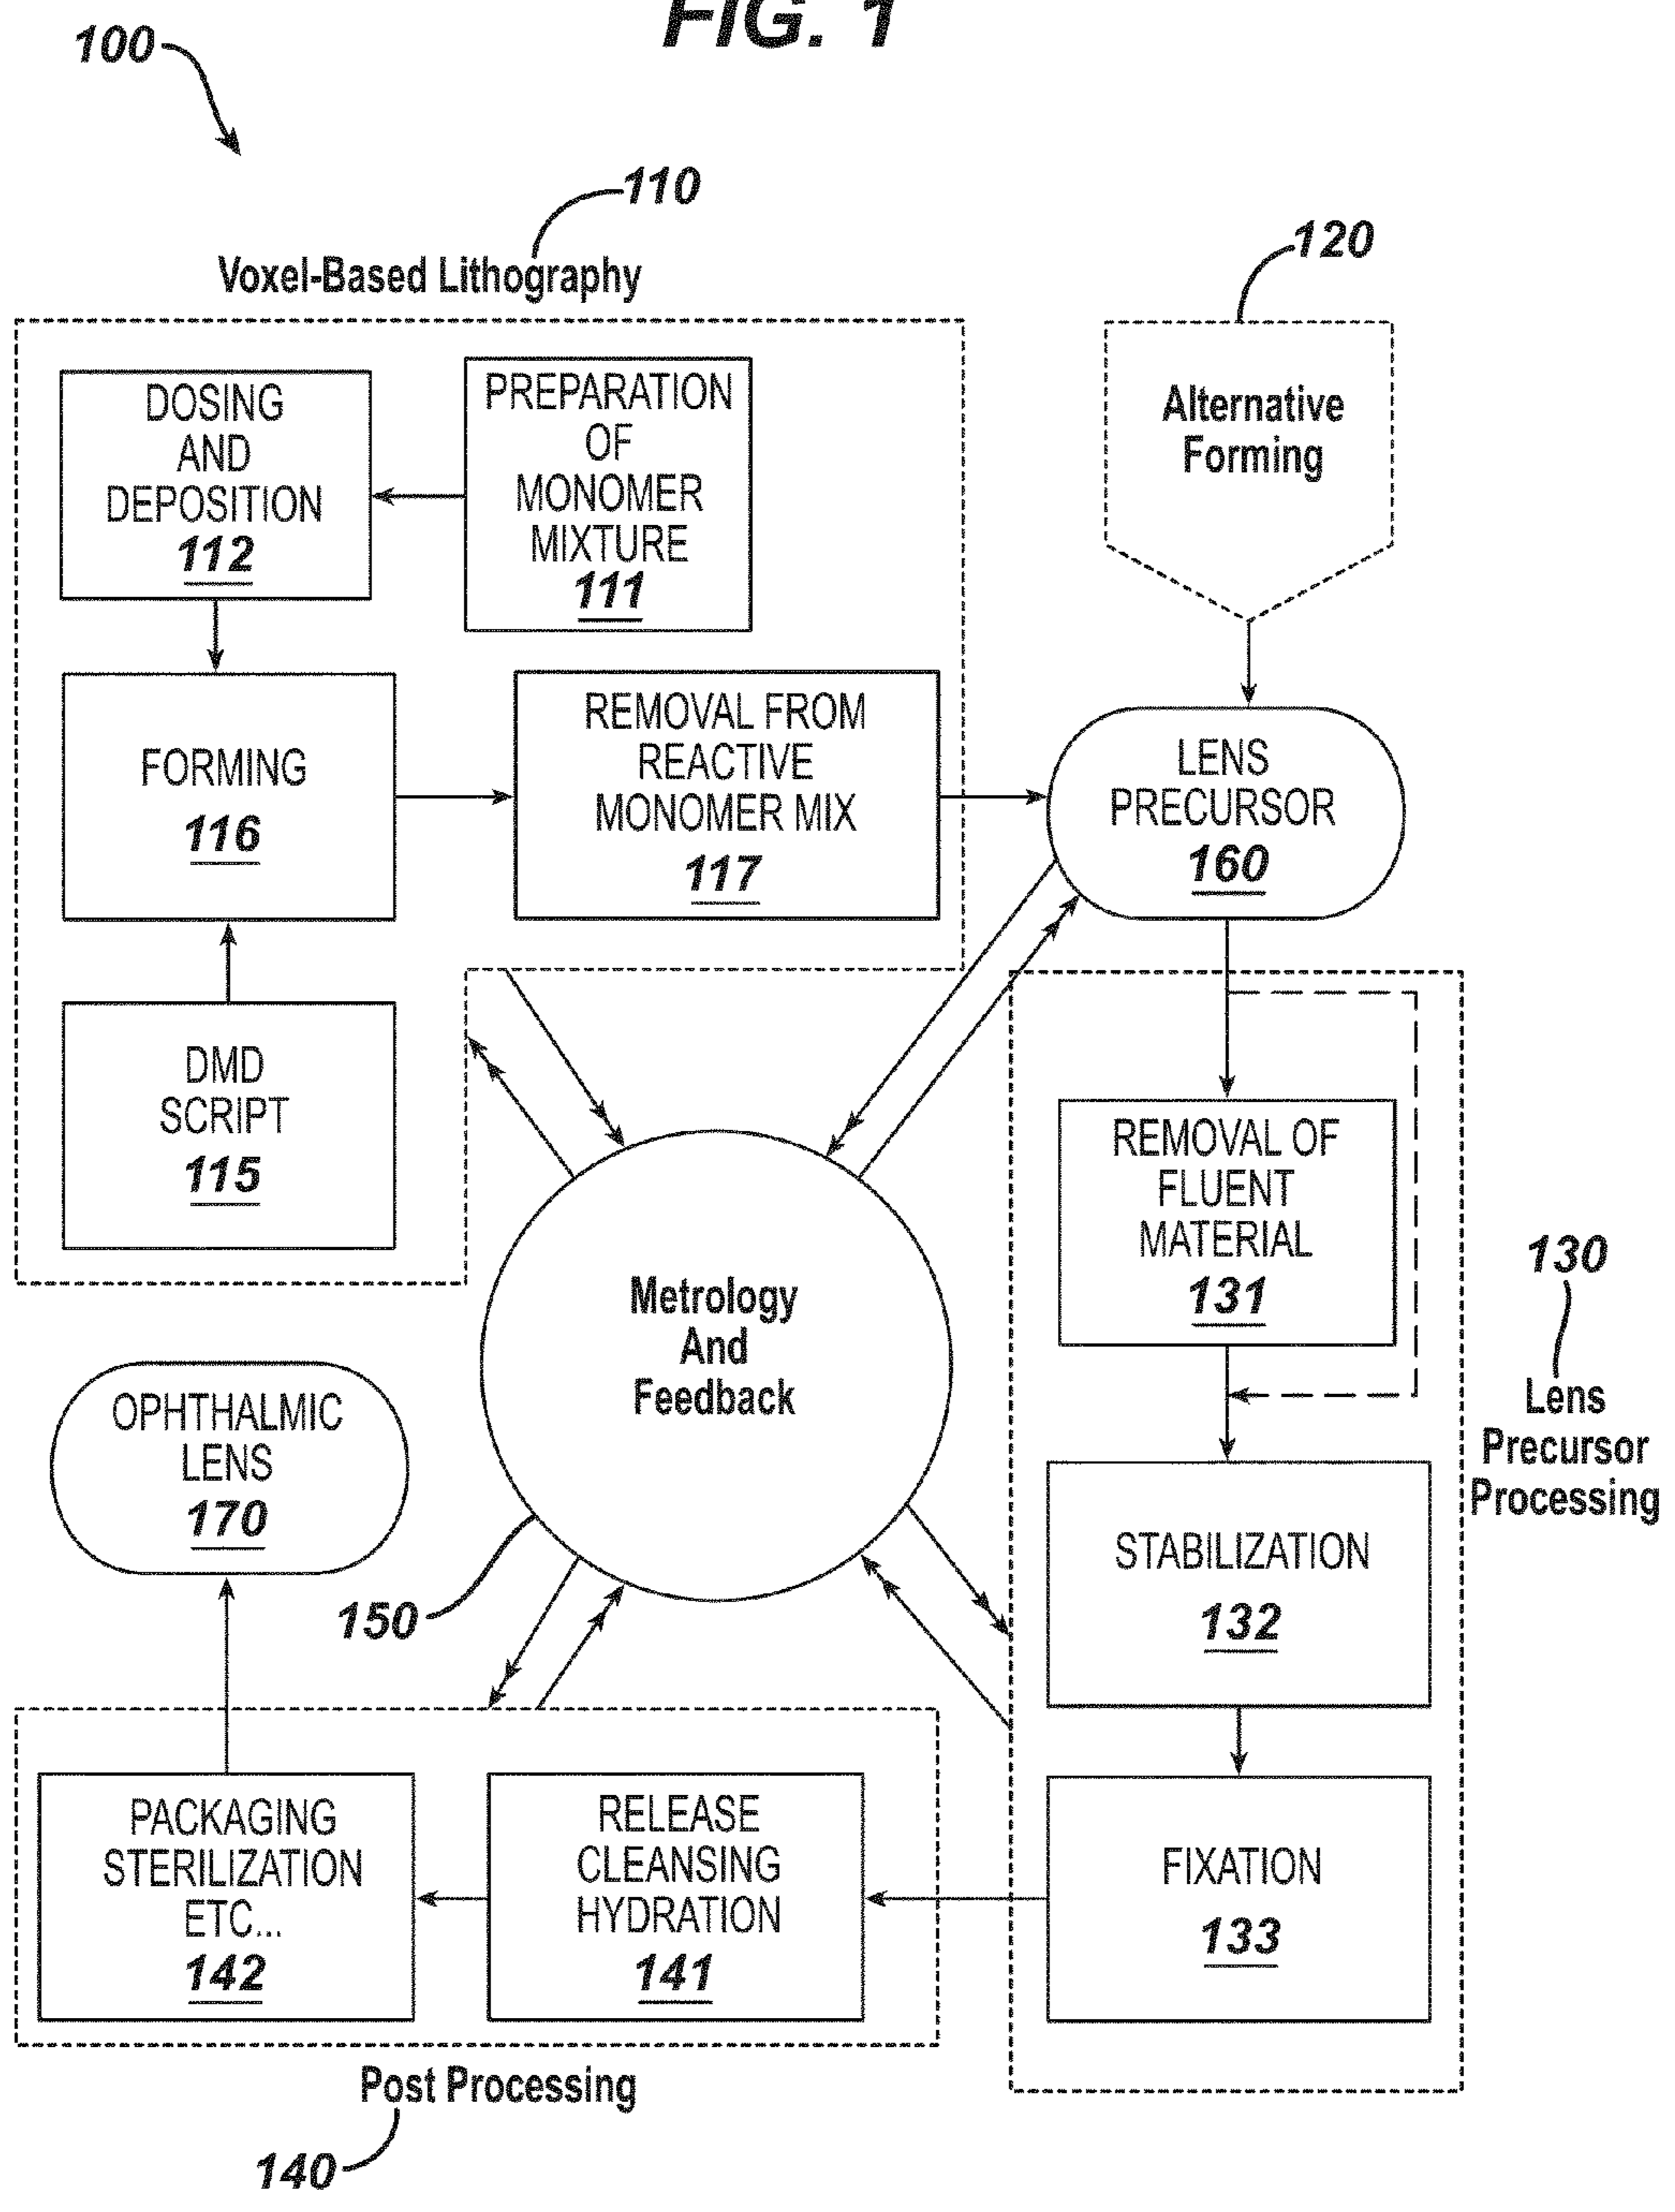 FIG. 1
100
110
Voxel-Based Lithography
120
DOSING
AND
DEPOSITION
112
PREPARATION
OF
MONOMER
MIXTURE
111
Alternative
Forming
FORMING
116
REMOVAL FROM
REACTIVE
MONOMER MIX
117
LENS
PRECURSOR
160
DMD
SCRIPT
115
REMOVAL OF
FLUENT
MATERIAL
131
130
Lens
Precursor
Processing
Metrology
And
Feedback
150
OPHTHALMIC
LENS
170
STABILIZATION
132
FIXATION
133
PACKAGING
STERILIZATION
ETC...
142
RELEASE
CLEANSING
HYDRATION
141
Post Processing
140